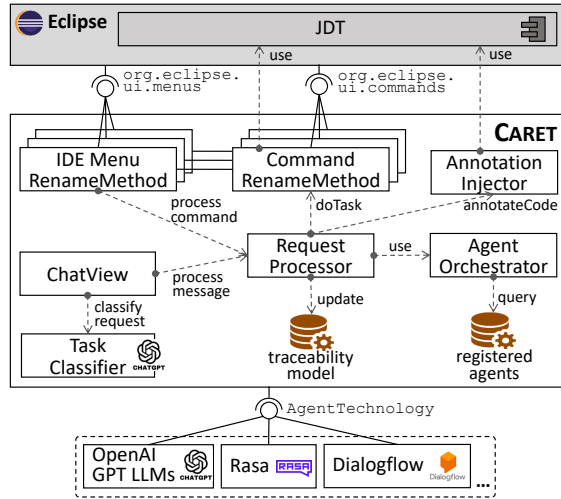 Eclipse
JDT
use
use
org.eclipse.
ui.menus
org.eclipse.
ui.commands
CARET
IDE Menu
RenameMethod
Command
RenameMethod
Annotation
Injector
process
command
doTask
annotateCode
Request
Processor
use
Agent
Orchestrator
ChatView
process
message
classify
request
update
query
Task
Classifier
CHATGPT
traceability
model
registered
agents
AgentTechnology
OpenAI
GPT LLMs
CHATGPT
Rasa
RASA
Dialogflow
Dialogflow
...